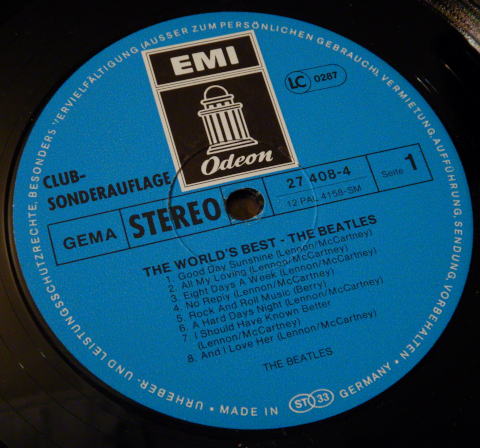 EMI
Odeon
LC 0287
CLUB-
SONDERAUFLAGE
GEMA
STEREO
27 408-4
12 PAL 4158-SM
Seite 1
THE WORLD'S BEST - THE BEATLES
1. Good Day Sunshine (Lennon/McCartney)
2. All My Loving (Lennon/McCartney)
3. Eight Days A Week (Lennon/McCartney)
4. No Reply (Lennon/McCartney)
5. Rock And Roll Music (Berry)
6. A Hard Days Night (Lennon/McCartney)
7. I Should Have Known Better
(Lennon/McCartney)
8. And I Love Her (Lennon/McCartney)
THE BEATLES
URHEBER- UND LEISTUNGSSCHUTZRECHTE, BESONDERS VERVIELFÄLTIGUNG (AUSSER ZUM PERSÖNLICHEN GEBRAUCH), VERMIETUNG, AUFFÜHRUNG, SENDUNG VORBEHALTEN • MADE IN ST 33 GERMANY •